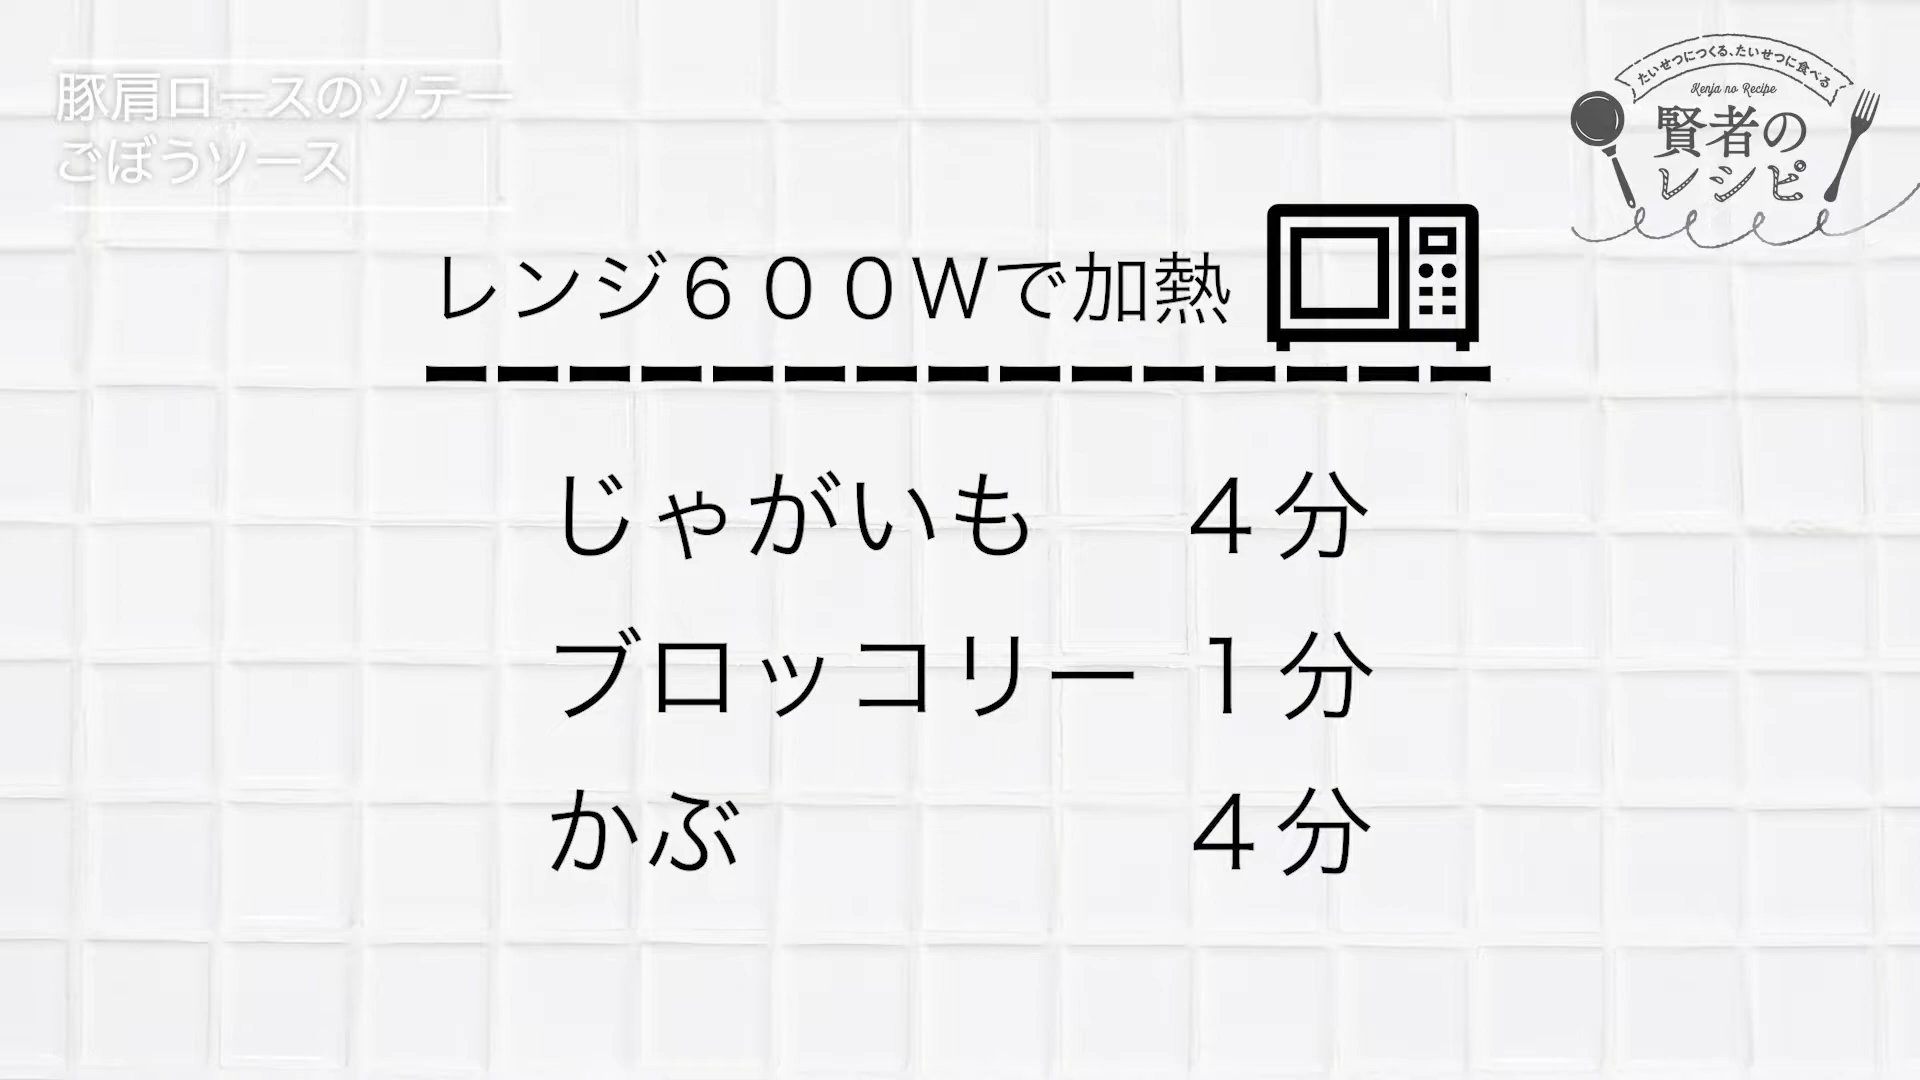 豚肩ロースのソテー
ごぼうソース
たいせつにつくる、たいせつに食べる
Kenja no Recipe
賢者の
レシピ
レンジ６００Ｗで加熱
じゃがいも　４分
ブロッコリー １分
かぶ　４分